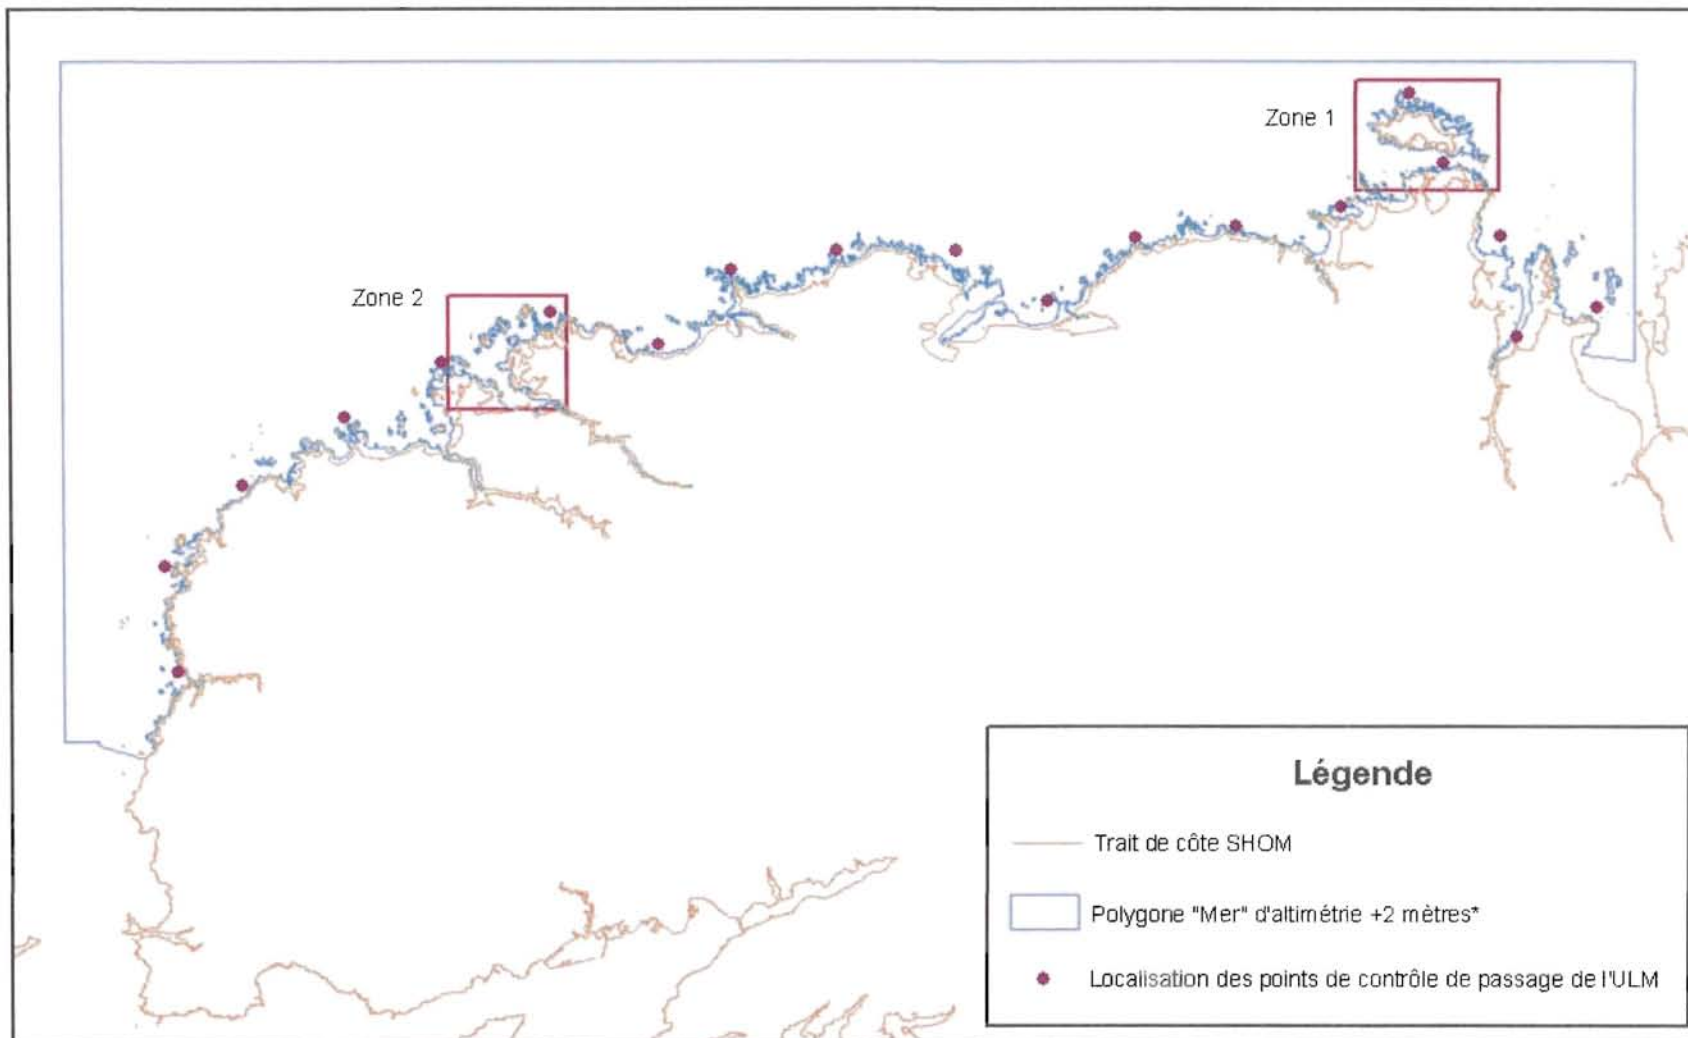 Zone 1
Zone 2
Légende
Trait de côte SHOM
Polygone "Mer" d'altimétrie +2 mètres*
Localisation des points de contrôle de passage de l'ULM